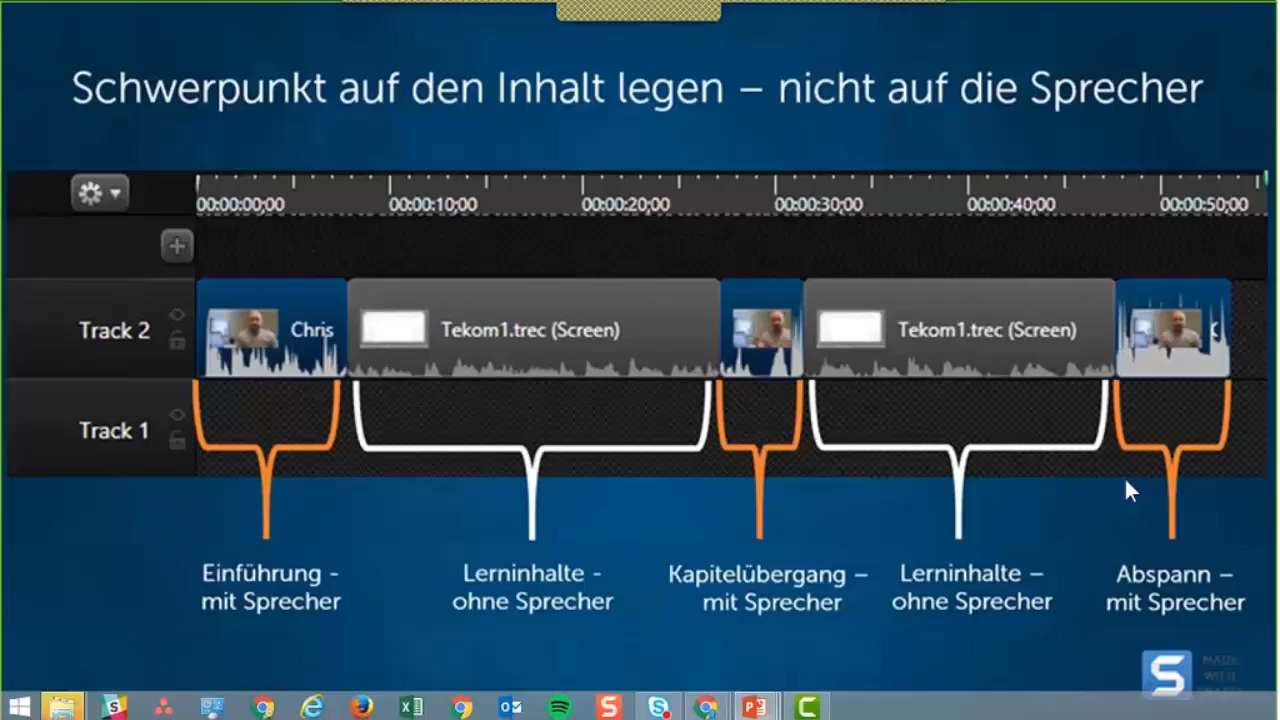 Schwerpunkt auf den Inhalt legen – nicht auf die Sprecher
00:00:00;00 00:00:10;00 00:00:20;00 00:00:30;00 00:00:40;00 00:00:50;00
Track 2 Chris Tekom1.trec (Screen) Tekom1.trec (Screen)
Track 1
Einführung -
mit Sprecher
Lerninhalte -
ohne Sprecher
Kapitelübergang –
mit Sprecher
Lerninhalte –
ohne Sprecher
Abspann –
mit Sprecher